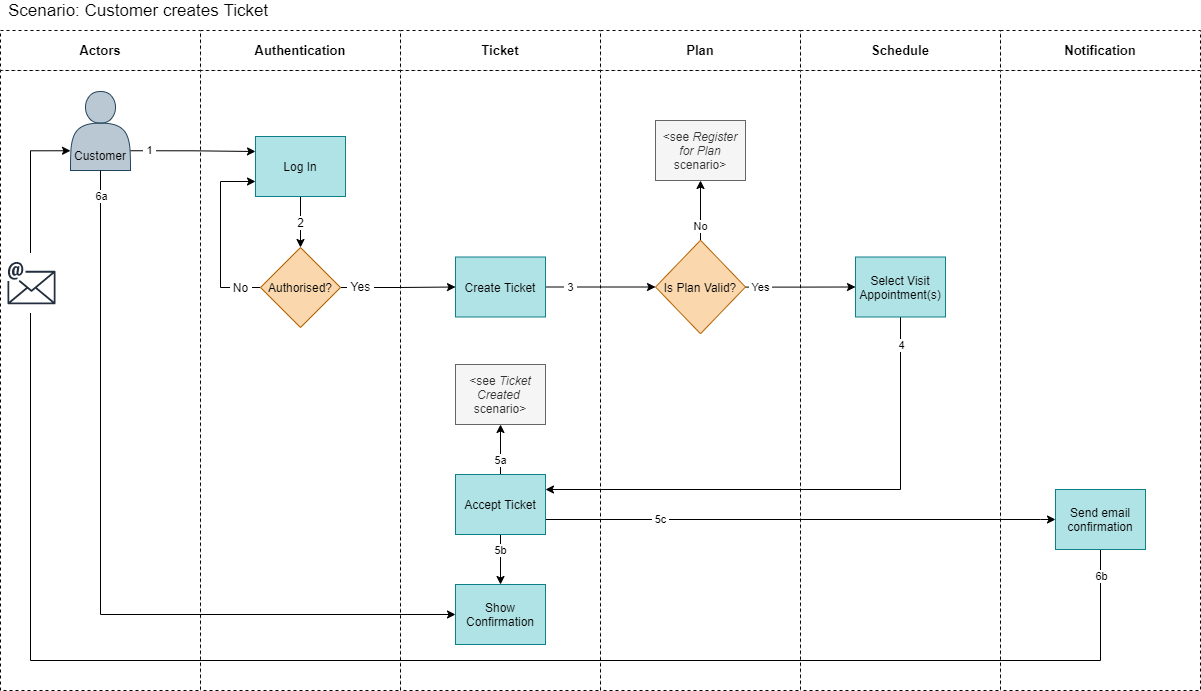 Scenario: Customer creates Ticket
Actors
Authentication
Ticket
Plan
Schedule
Notification
Customer
1
Log In
<see Register
for Plan
scenario>
6a
2
No
@
No
Authorised?
Yes
Create Ticket
3
Is Plan Valid?
Yes
Select Visit
Appointment(s)
4
<see Ticket
Created
scenario>
5a
Accept Ticket
5c
Send email
confirmation
5b
6b
Show
Confirmation